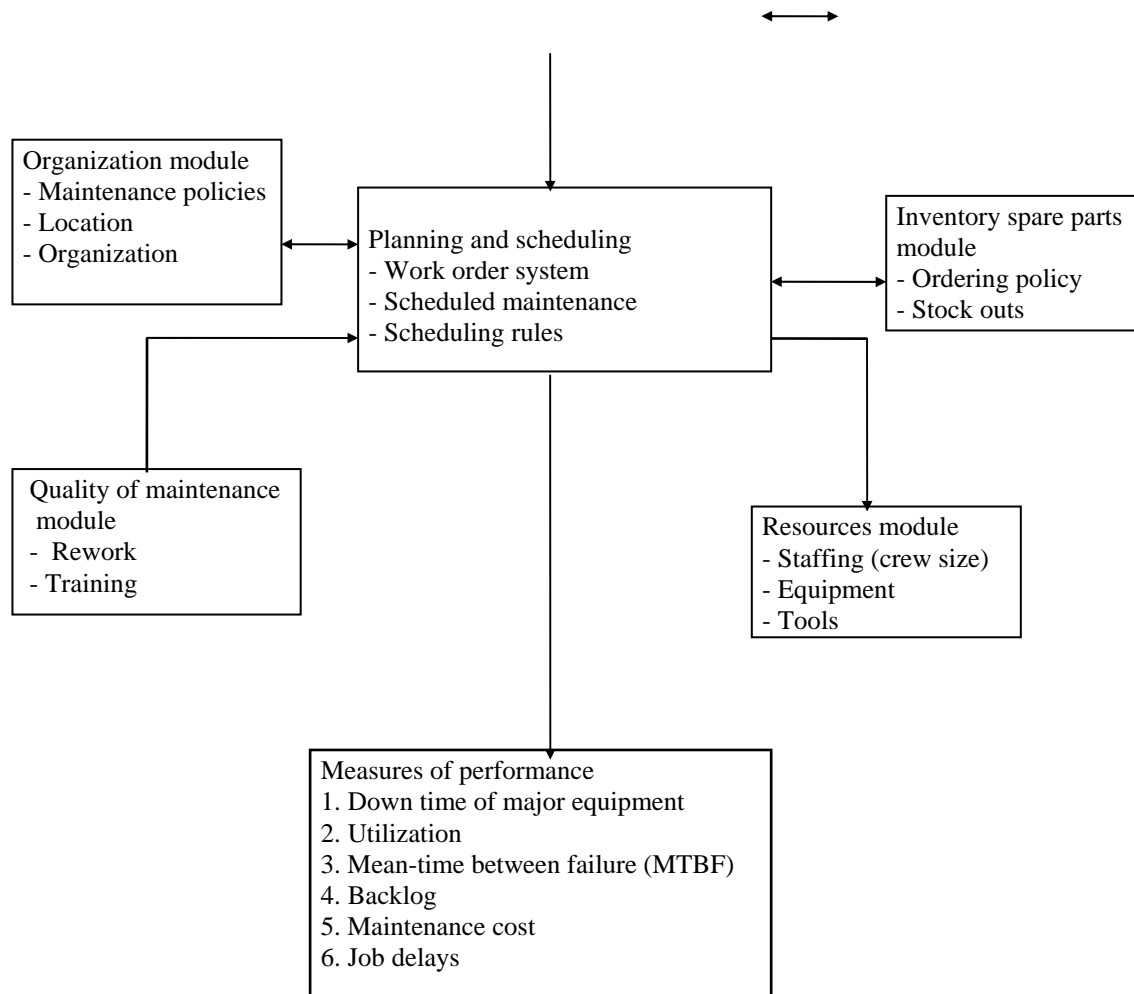 Organization module
- Maintenance policies
- Location
- Organization
Planning and scheduling
- Work order system
- Scheduled maintenance
- Scheduling rules
Inventory spare parts
module
- Ordering policy
- Stock outs
Quality of maintenance
module
- Rework
- Training
Resources module
- Staffing (crew size)
- Equipment
- Tools
Measures of performance
1. Down time of major equipment
2. Utilization
3. Mean-time between failure (MTBF)
4. Backlog
5. Maintenance cost
6. Job delays